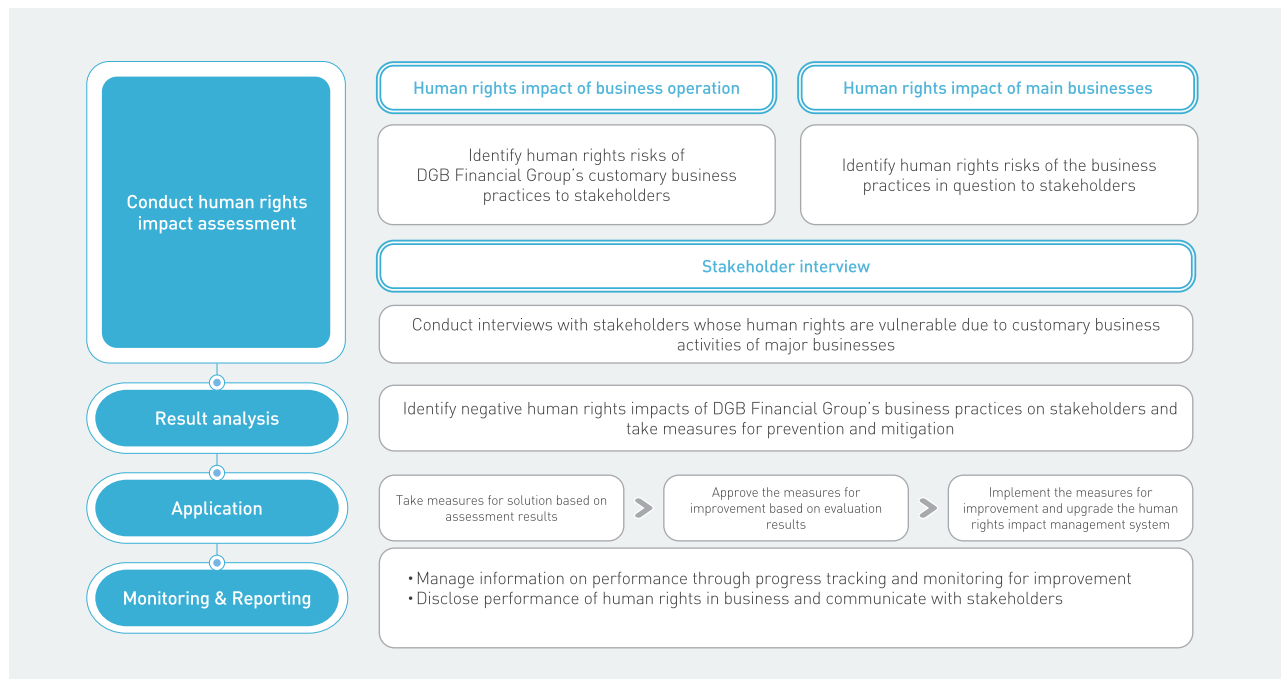 Conduct human rights
impact assessment
Human rights impact of business operation
Identify human rights risks of
DGB Financial Group's customary business
practices to stakeholders
Human rights impact of main businesses
Identify human rights risks of the business
practices in question to stakeholders
Stakeholder interview
Conduct interviews with stakeholders whose human rights are vulnerable due to customary business
activities of major businesses
Result analysis
Identify negative human rights impacts of DGB Financial Group's business practices on stakeholders and
take measures for prevention and mitigation
Application
Take measures for solution based on
assessment results
Approve the measures for
improvement based on evaluation
results
Implement the measures for
improvement and upgrade the human
rights impact management system
Monitoring & Reporting
• Manage information on performance through progress tracking and monitoring for improvement
• Disclose performance of human rights in business and communicate with stakeholders